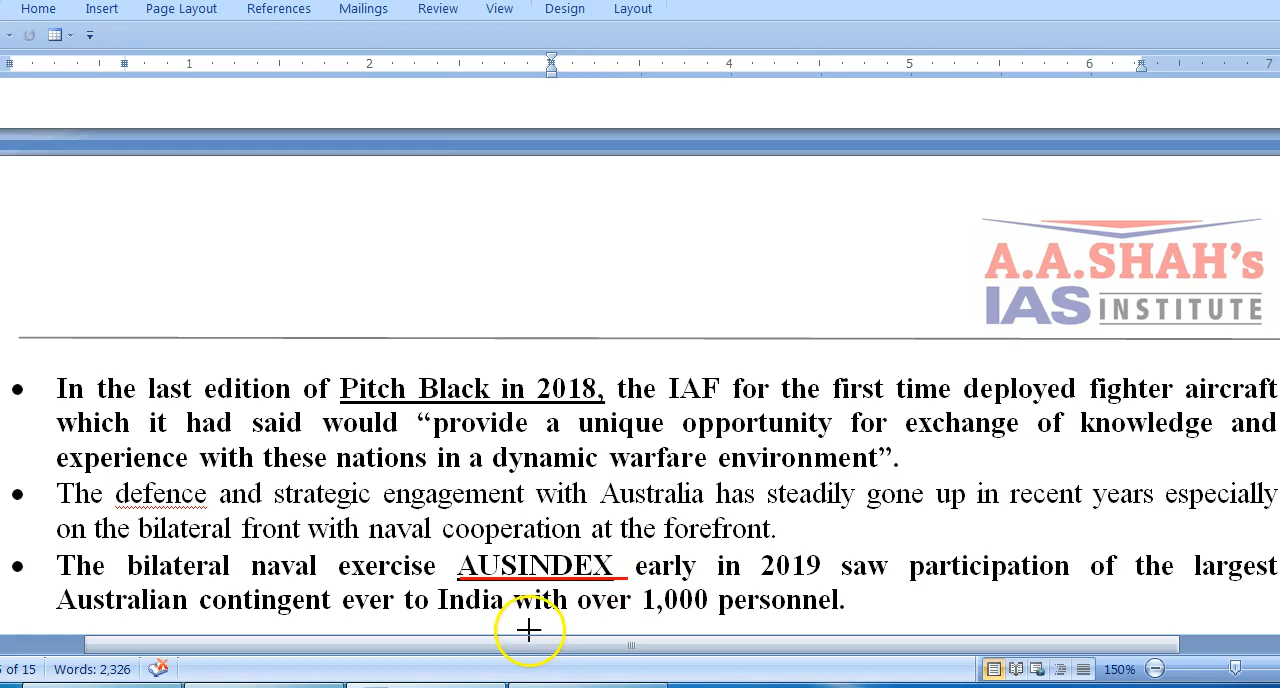 Home Insert Page Layout References Mailings Review View Design Layout
1 2 4 5 6 7
A.A.SHAH's
IAS INSTITUTE
• In the last edition of Pitch Black in 2018, the IAF for the first time deployed fighter aircraft
which it had said would “provide a unique opportunity for exchange of knowledge and
experience with these nations in a dynamic warfare environment”.
• The defence and strategic engagement with Australia has steadily gone up in recent years especially
on the bilateral front with naval cooperation at the forefront.
• The bilateral naval exercise AUSINDEX early in 2019 saw participation of the largest
Australian contingent ever to India with over 1,000 personnel.
of 15 Words: 2,326 150%